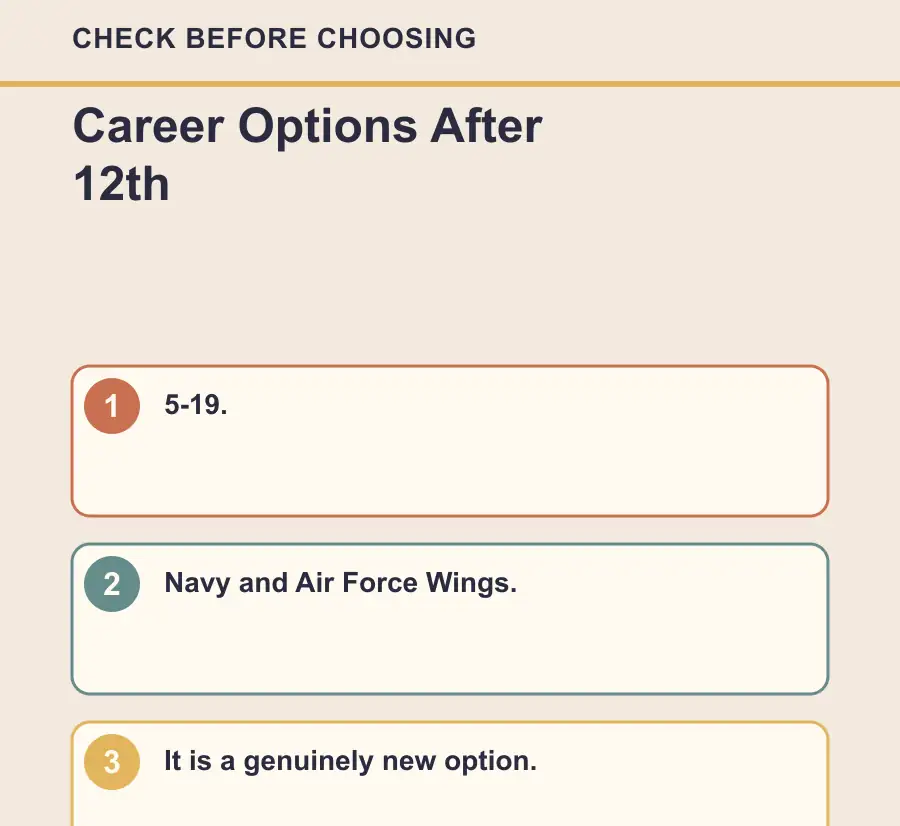 CHECK BEFORE CHOOSING
Career Options After
12th
1 5-19.
2 Navy and Air Force Wings.
3 It is a genuinely new option.